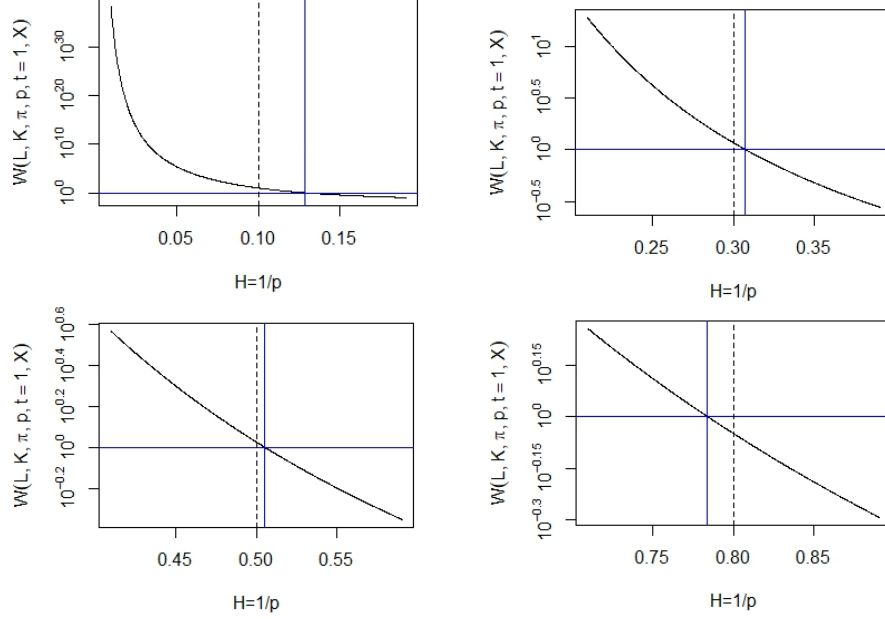 W(L, K, π, p, t = 1, X)
10^30
10^20
10^10
10^0
0.05 0.10 0.15
H=1/p
W(L, K, π, p, t = 1, X)
10^1
10^0.5
10^0
10^−0.5
0.25 0.30 0.35
H=1/p
W(L, K, π, p, t = 1, X)
10^0.6
10^0.4
10^0.2
10^0
10^−0.2
0.45 0.50 0.55
H=1/p
W(L, K, π, p, t = 1, X)
10^0.15
10^0
10^−0.15
10^−0.3
0.75 0.80 0.85
H=1/p